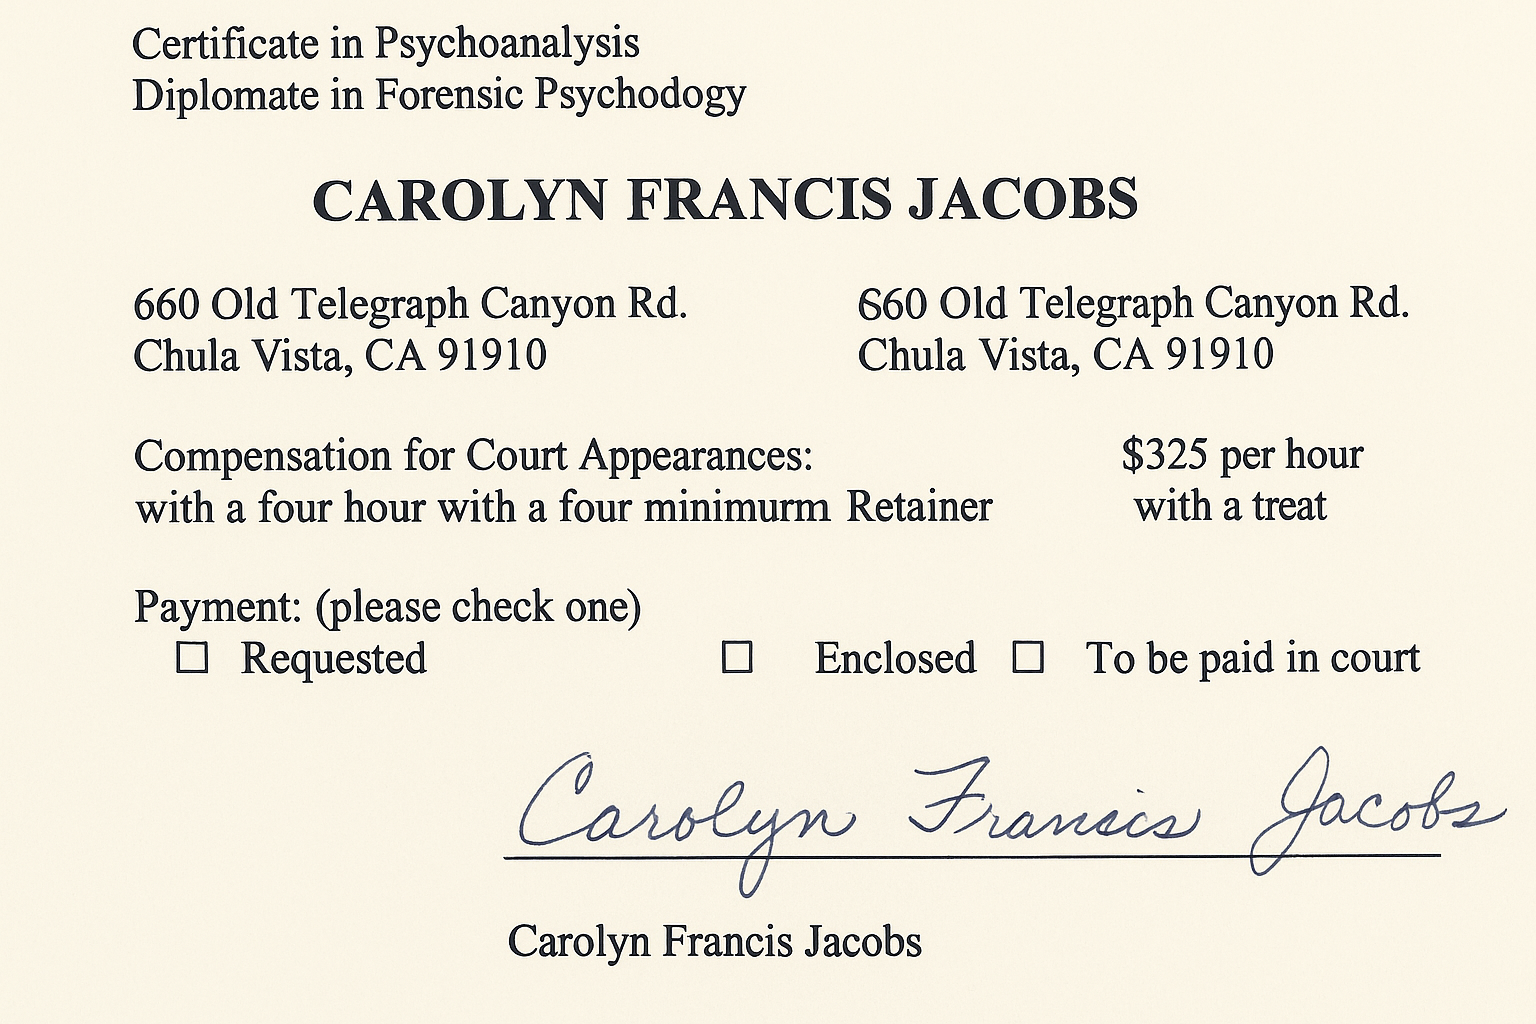 Certificate in Psychoanalysis
Diplomate in Forensic Psychodogy
CAROLYN FRANCIS JACOBS
660 Old Telegraph Canyon Rd. 660 Old Telegraph Canyon Rd.
Chula Vista, CA 91910 Chula Vista, CA 91910
Compensation for Court Appearances: $325 per hour
with a four hour with a four minimurm Retainer with a treat
Payment: (please check one)
☐ Requested ☐ Enclosed ☐ To be paid in court
Carolyn Francis Jacobs
Carolyn Francis Jacobs